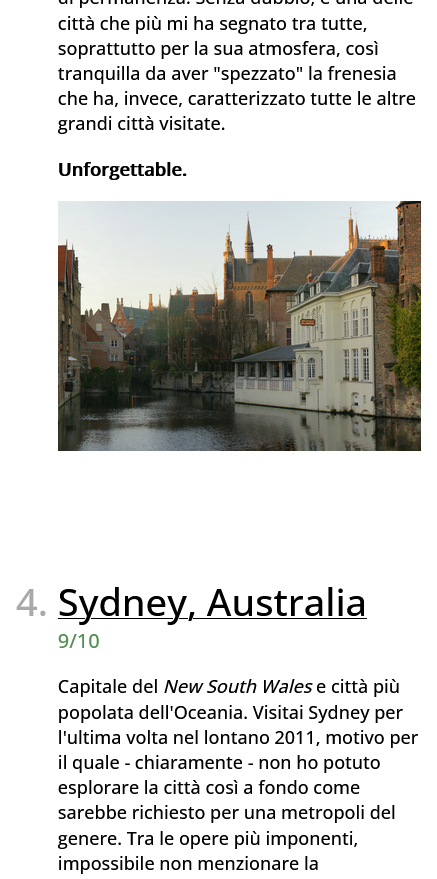 di permanenza. Senza dubbio, è una delle
città che più mi ha segnato tra tutte,
soprattutto per la sua atmosfera, così
tranquilla da aver "spezzato" la frenesia
che ha, invece, caratterizzato tutte le altre
grandi città visitate.
Unforgettable.
4. Sydney, Australia
9/10
Capitale del New South Wales e città più
popolata dell'Oceania. Visitai Sydney per
l'ultima volta nel lontano 2011, motivo per
il quale - chiaramente - non ho potuto
esplorare la città così a fondo come
sarebbe richiesto per una metropoli del
genere. Tra le opere più imponenti,
impossibile non menzionare la